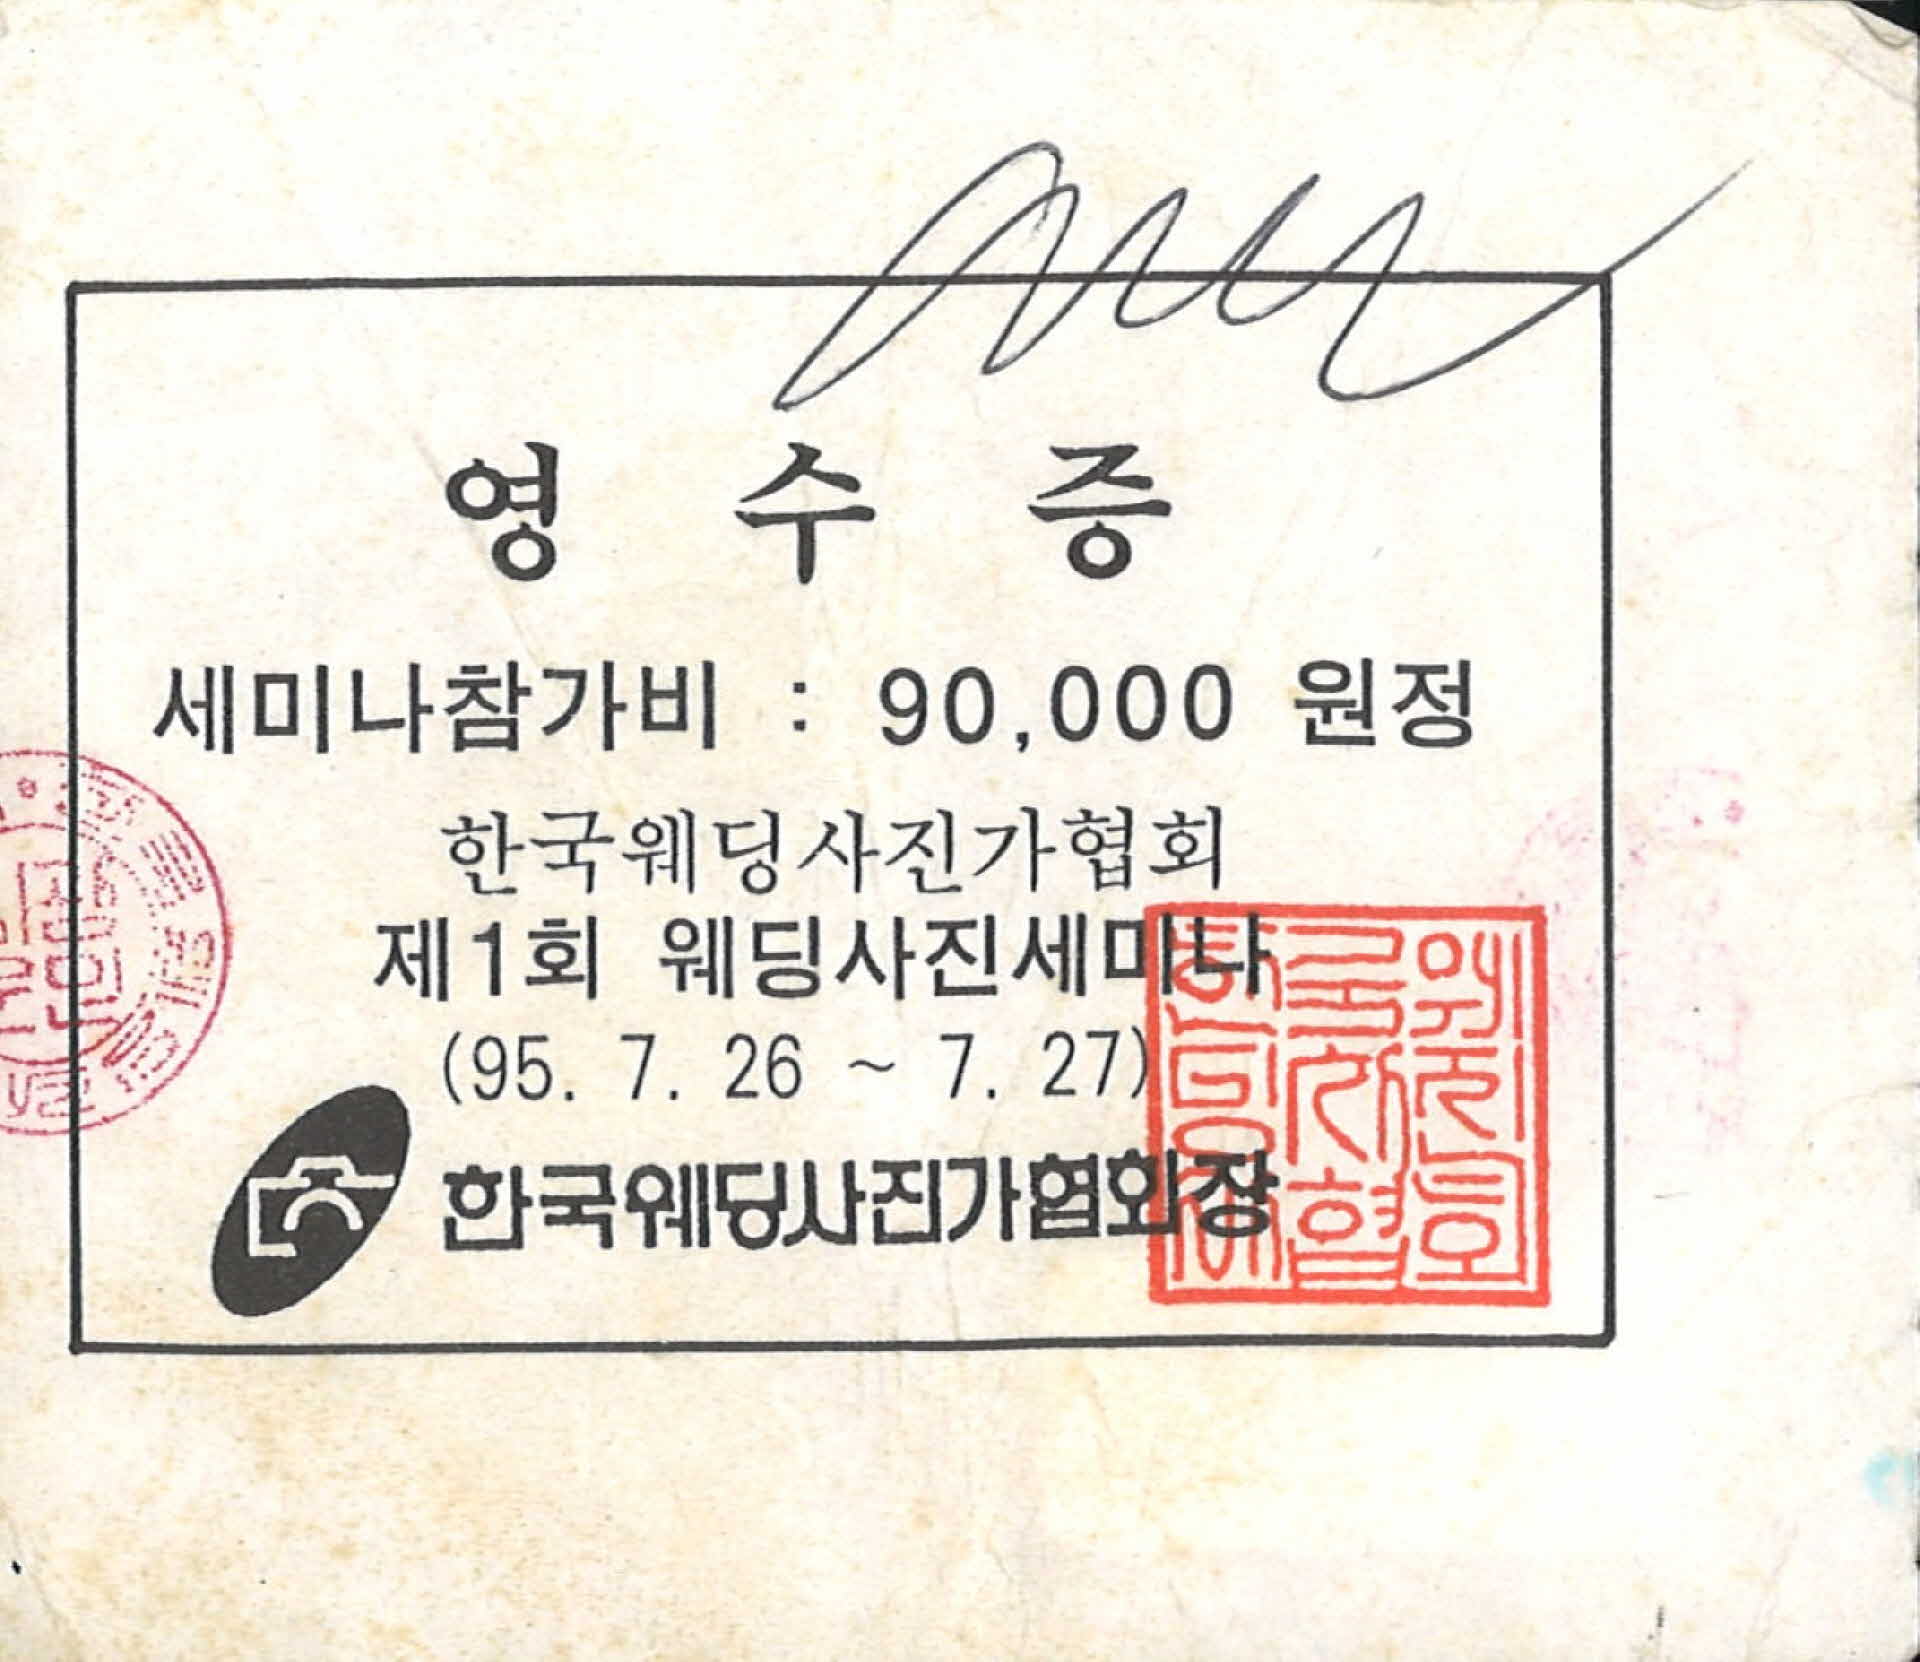 영 수 증
세미나참가비 : 90,000 원정
한국웨딩사진가협회
제1회 웨딩사진세미나
(95. 7. 26 ~ 7. 27)
한국웨딩사진가협회장